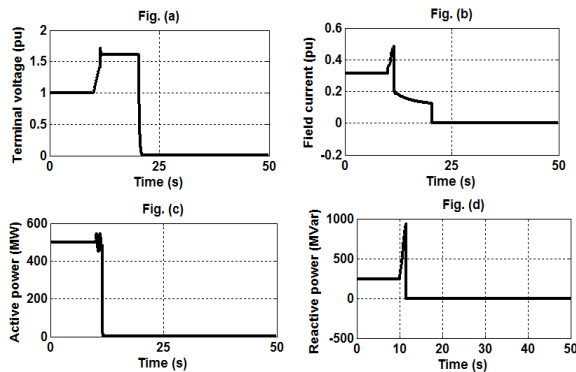 Fig. (a)
Terminal voltage (pu)
2
1.5
1
0.5
0
0
25
50
Time (s)
Fig. (b)
Field current (pu)
0.6
0.4
0.2
0
-0.2
0
25
50
Time (s)
Fig. (c)
Active power (MW)
600
400
200
0
0
25
50
Time (s)
Fig. (d)
Reactive power (MVar)
1000
500
0
-500
0
10
20
30
40
50
Time (s)